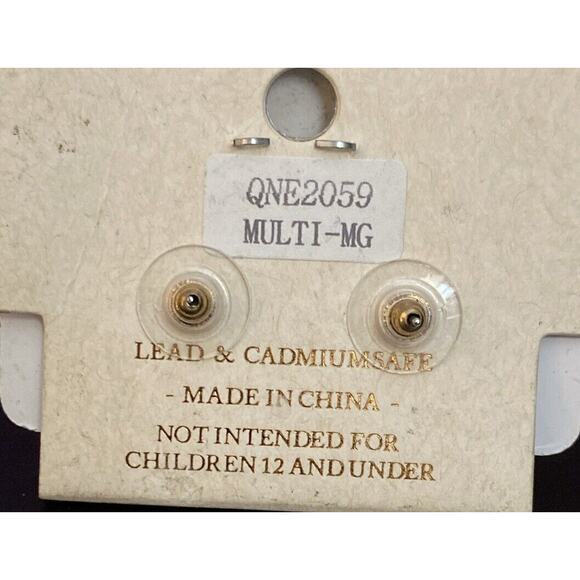 QNE2059
MULTI-MG
LEAD & CADMIUMSAFE
- MADE IN CHINA -
NOT INTENDED FOR
CHILDREN 12 AND UNDER